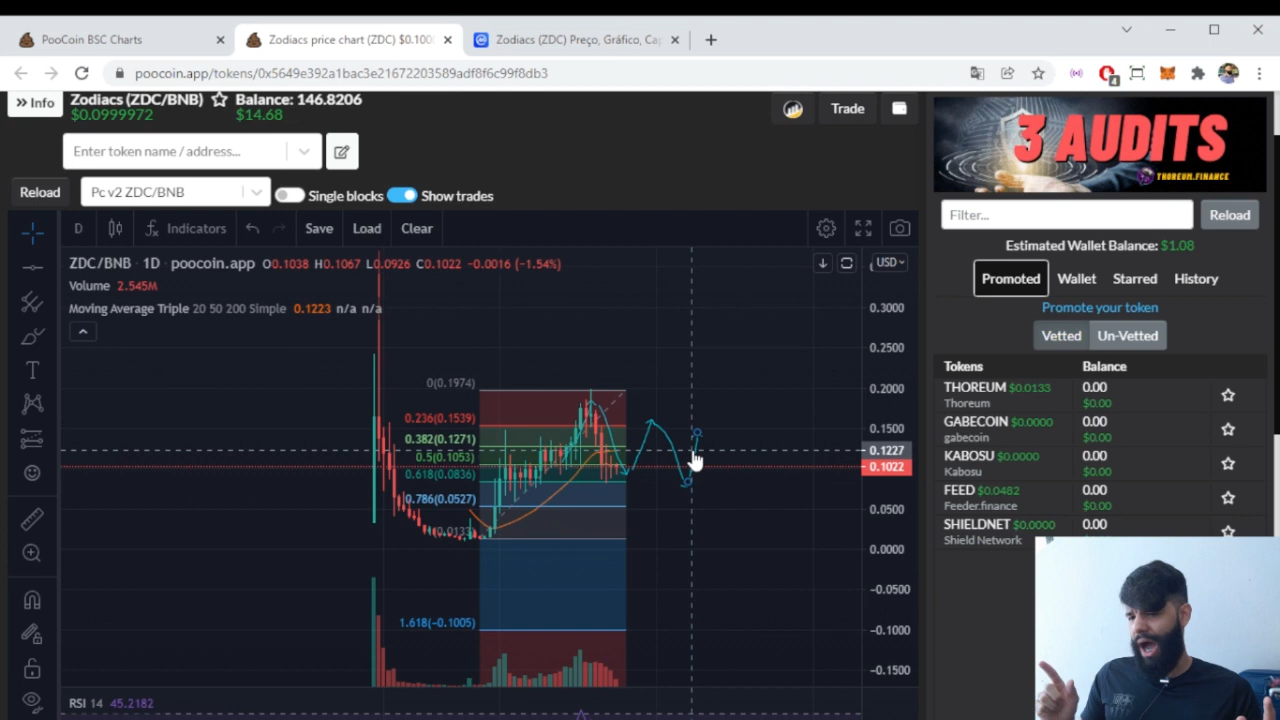 PooCoin BSC Charts
Zodiacs price chart (ZDC) $0.100
Zodiacs (ZDC) Preço, Gráfico, Ca
poocoin.app/tokens/0x5649e392a1bac3e21672203589adf8f6c99f8db3
4
» Info
Zodiacs (ZDC/BNB)
Balance: 146.8206
$0.0999972
$14.68
Trade
Enter token name / address...
Reload
Pc v2 ZDC/BNB
Single blocks
Show trades
D
Indicators
Save
Load
Clear
ZDC/BNB · 1D · poocoin.app O0.1038 H0.1067 L0.0926 C0.1022 -0.0016 (-1.54%)
USD
Volume 2.545M
Moving Average Triple 20 50 200 Simple 0.1223 n/a n/a
0.3000
0.2500
0.2000
0.1500
0.1227
0.1022
0.0500
0.0000
-0.0500
-0.1000
-0.1500
0(0.1974)
0.236(0.1539)
0.382(0.1271)
0.5(0.1053)
0.618(0.0836)
0.786(0.0527)
(0.0133)
1.618(-0.1005)
RSI 14 45.2182
3 AUDITS
THOREUM.FINANCE
Filter...
Reload
Estimated Wallet Balance: $1.08
Promoted
Wallet
Starred
History
Promote your token
Vetted
Un-Vetted
Tokens
Balance
THOREUM $0.0133
0.00
Thoreum
$0.00
GABECOIN $0.0000
0.00
gabecoin
$0.00
KABOSU $0.0000
0.00
Kabosu
$0.00
FEED $0.0482
0.00
Feeder.finance
$0.00
SHIELDNET $0.0000
0.00
Shield Network
$0.00